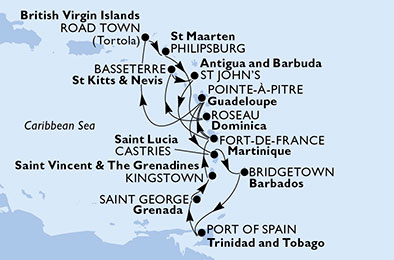 British Virgin Islands
ROAD TOWN
(Tortola)
St Maarten
PHILIPSBURG
BASSETERRE
St Kitts & Nevis
Antigua and Barbuda
ST JOHN'S
POINTE-À-PITRE
Guadeloupe
ROSEAU
Dominica
Caribbean Sea
FORT-DE-FRANCE
Martinique
Saint Lucia
CASTRIES
Saint Vincent & The Grenadines
KINGSTOWN
BRIDGETOWN
Barbados
SAINT GEORGE
Grenada
PORT OF SPAIN
Trinidad and Tobago